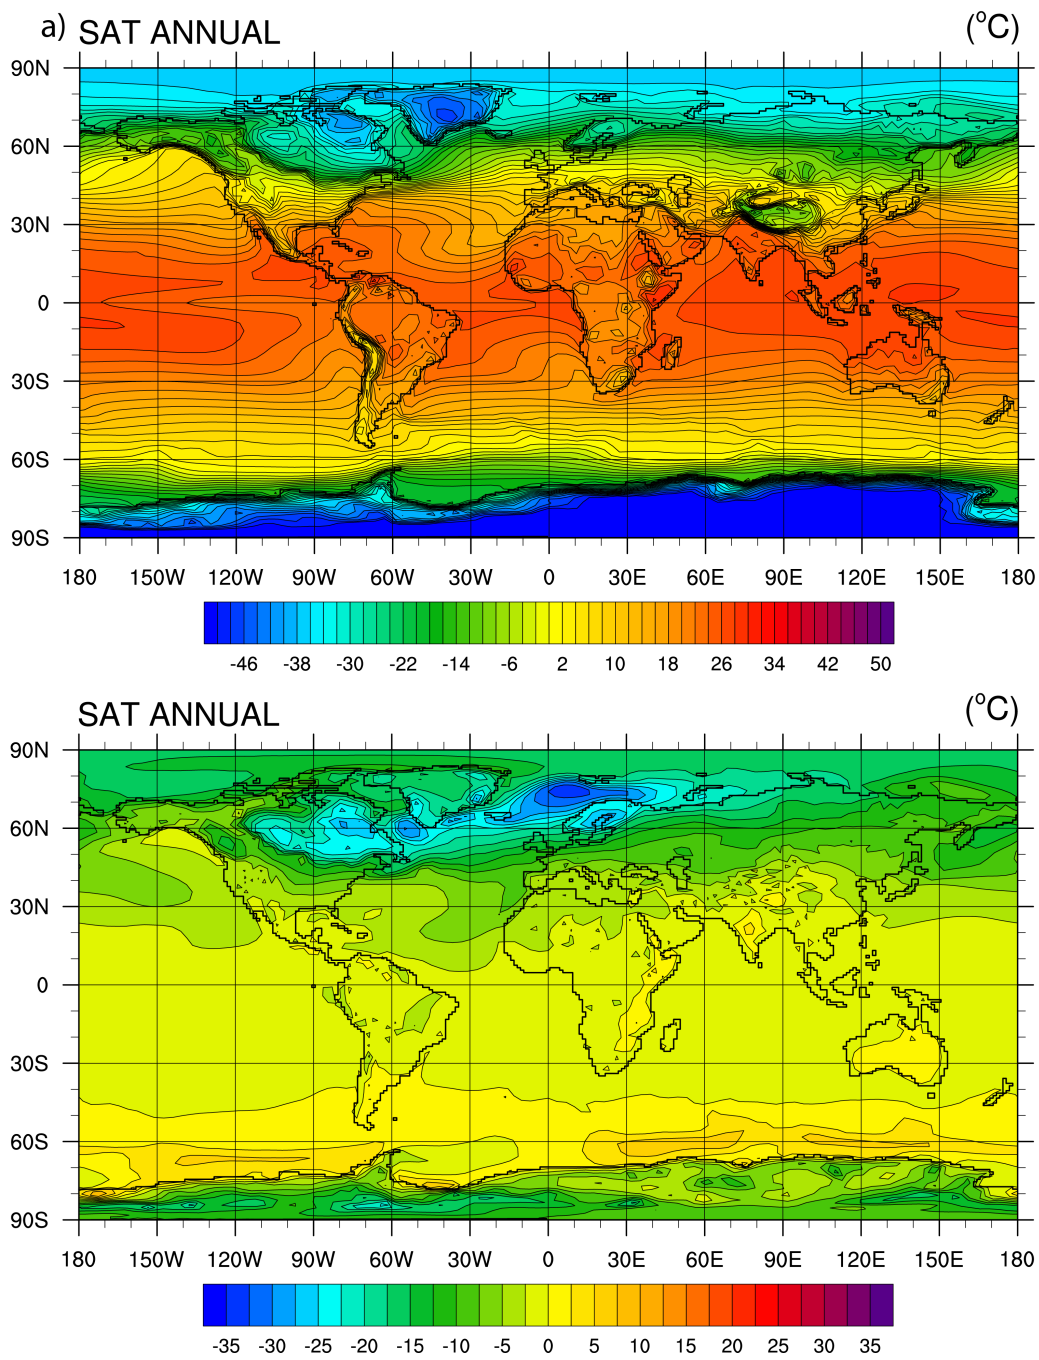 a) SAT ANNUAL (°C)
90N
60N
30N
0
30S
60S
90S
180 150W 120W 90W 60W 30W 0 30E 60E 90E 120E 150E 180
-46 -38 -30 -22 -14 -6 2 10 18 26 34 42 50
SAT ANNUAL (°C)
90N
60N
30N
0
30S
60S
90S
180 150W 120W 90W 60W 30W 0 30E 60E 90E 120E 150E 180
-35 -30 -25 -20 -15 -10 -5 0 5 10 15 20 25 30 35